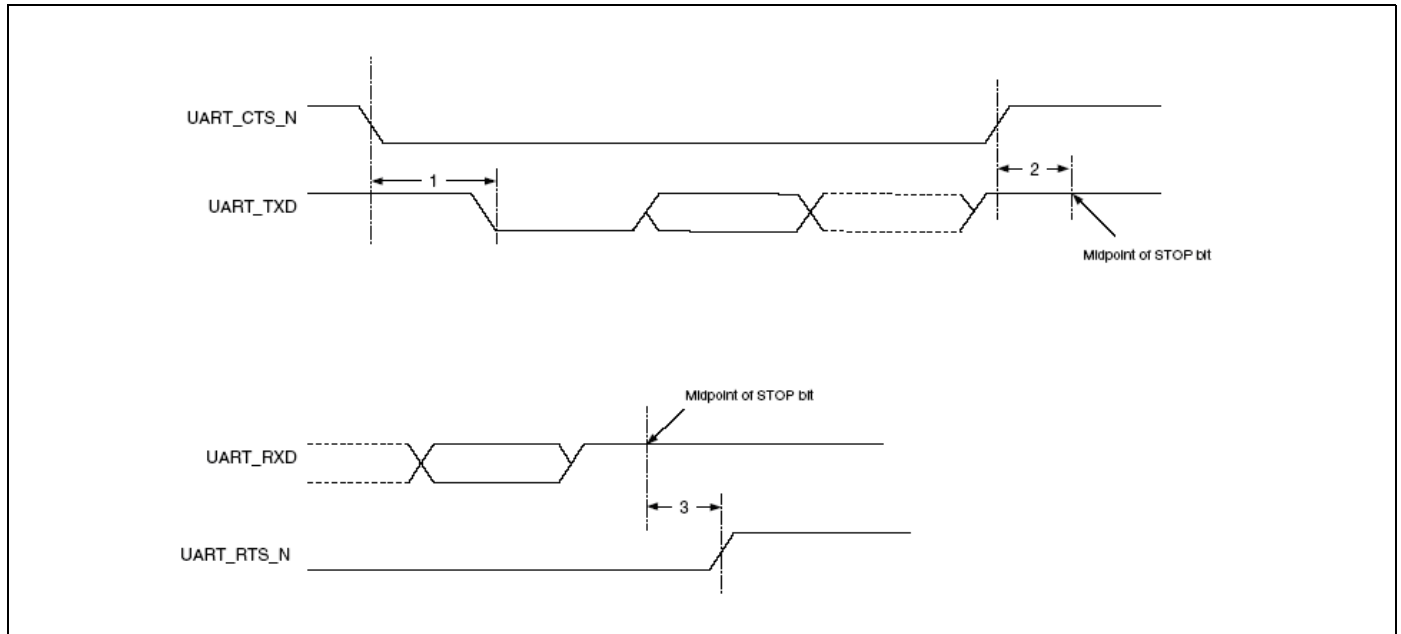 UART_CTS_N
1
2
UART_TXD
Midpoint of STOP bit
Midpoint of STOP bit
UART_RXD
3
UART_RTS_N